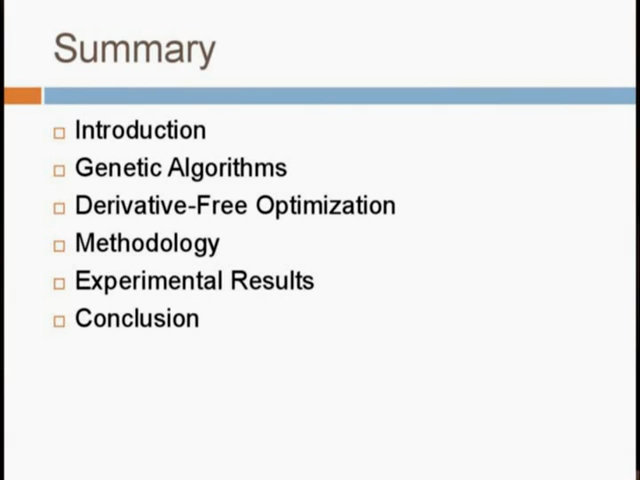 Summary
Introduction
Genetic Algorithms
Derivative-Free Optimization
Methodology
Experimental Results
Conclusion